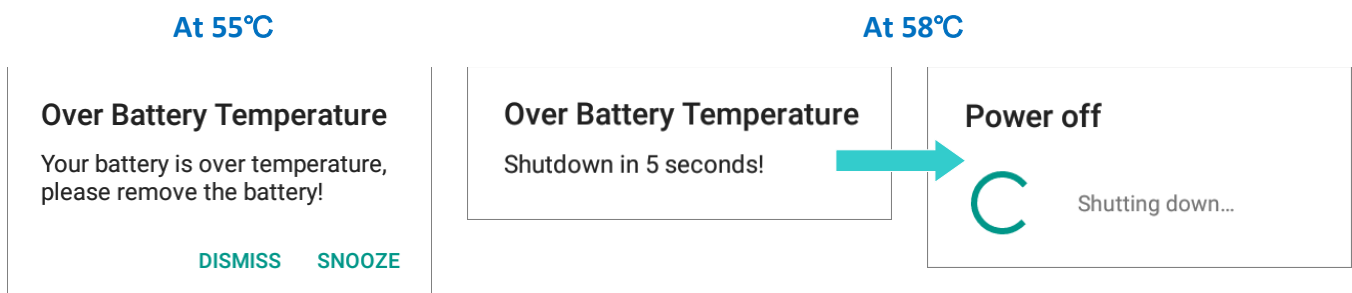 At 55℃
Over Battery Temperature
Your battery is over temperature,
please remove the battery!
DISMISS SNOOZE
At 58℃
Over Battery Temperature
Shutdown in 5 seconds!
Power off
Shutting down...